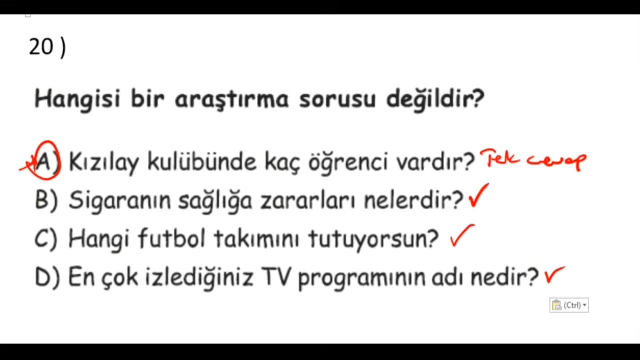 20 )
Hangisi bir araştırma sorusu değildir?
A) Kızılay kulübünde kaç öğrenci vardır? Tek cevap
B) Sigaranın sağlığa zararları nelerdir?
C) Hangi futbol takımını tutuyorsun?
D) En çok izlediğiniz TV programının adı nedir?
(Ctrl)